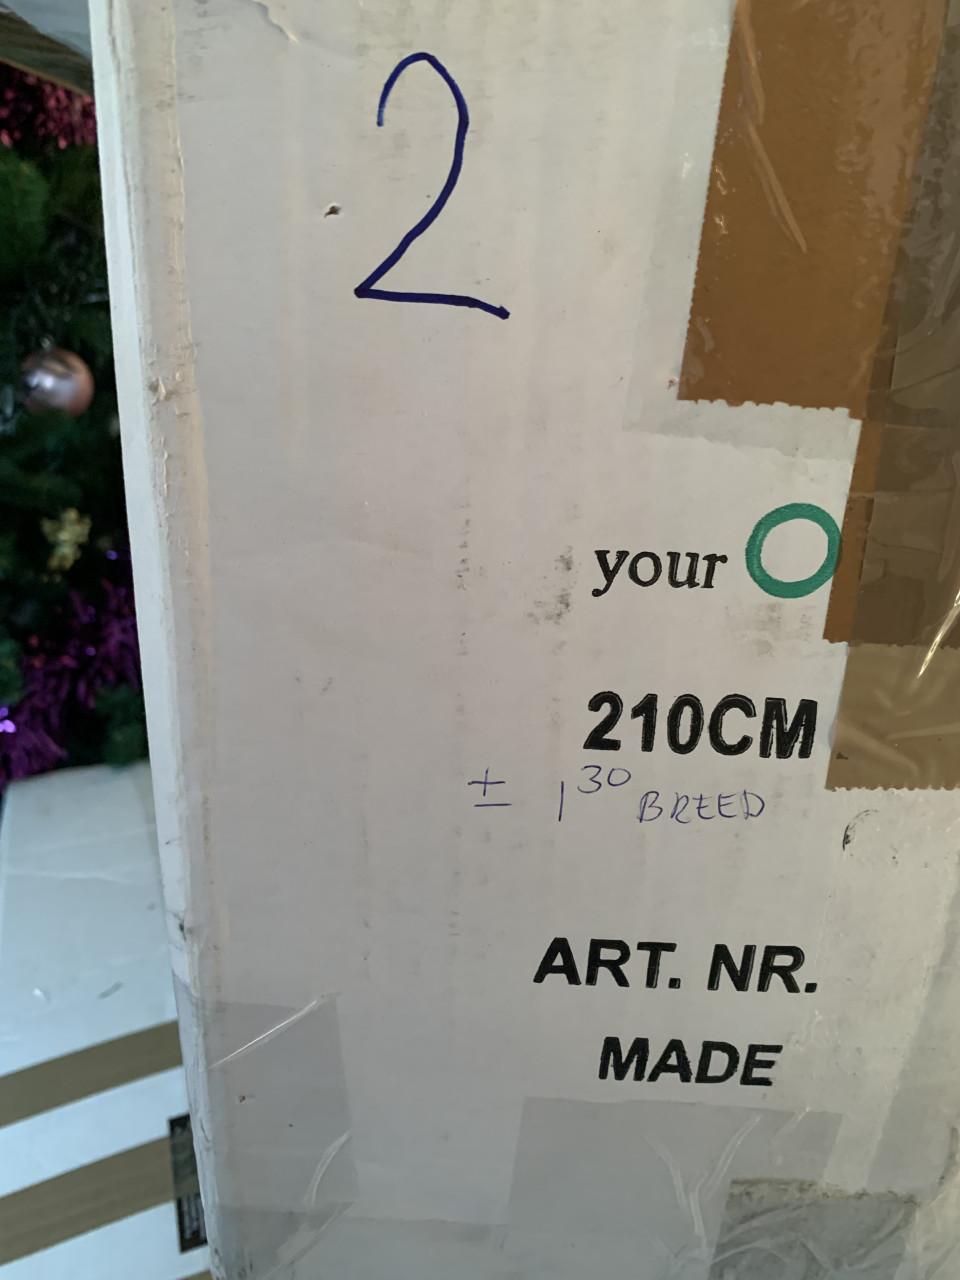 2
your
210CM
± 1³⁰ BREED
ART. NR.
MADE